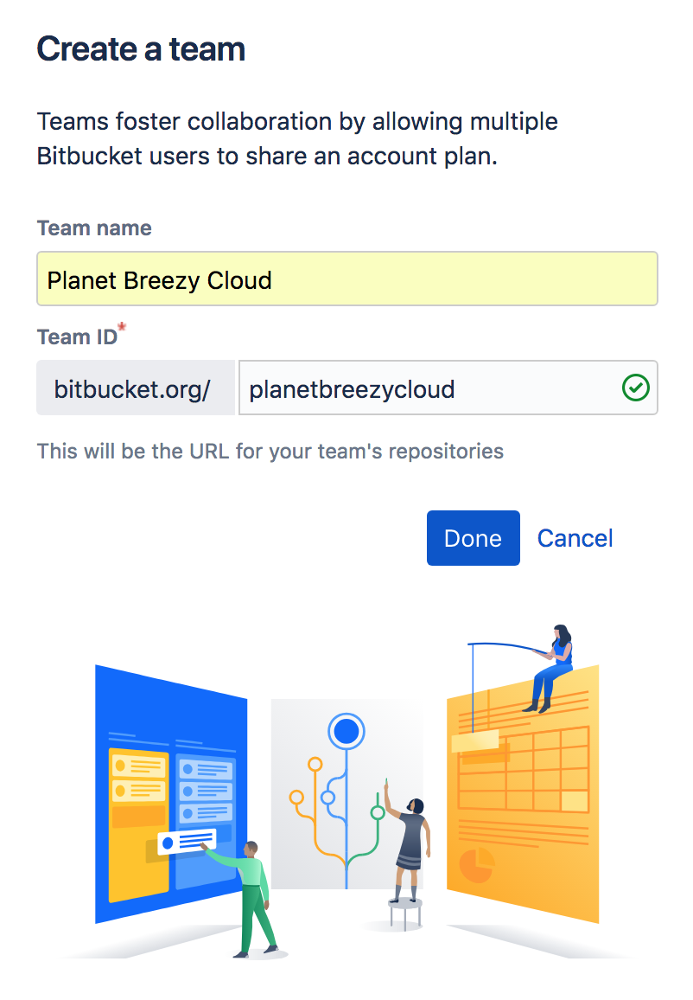 Create a team
Teams foster collaboration by allowing multiple
Bitbucket users to share an account plan.
Team name
Planet Breezy Cloud
Team ID*
bitbucket.org/ planetbreezycloud
This will be the URL for your team's repositories
Done Cancel